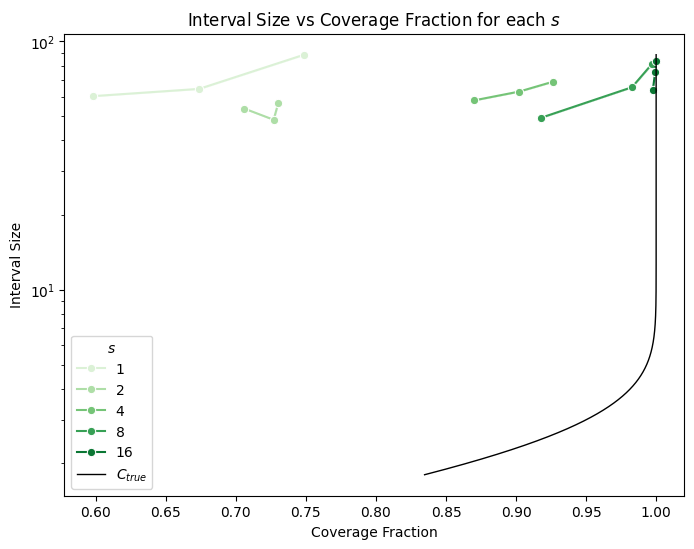 Interval Size vs Coverage Fraction for each s
10²
10¹
Interval Size
s
1
2
4
8
16
C_true
0.60 0.65 0.70 0.75 0.80 0.85 0.90 0.95 1.00
Coverage Fraction